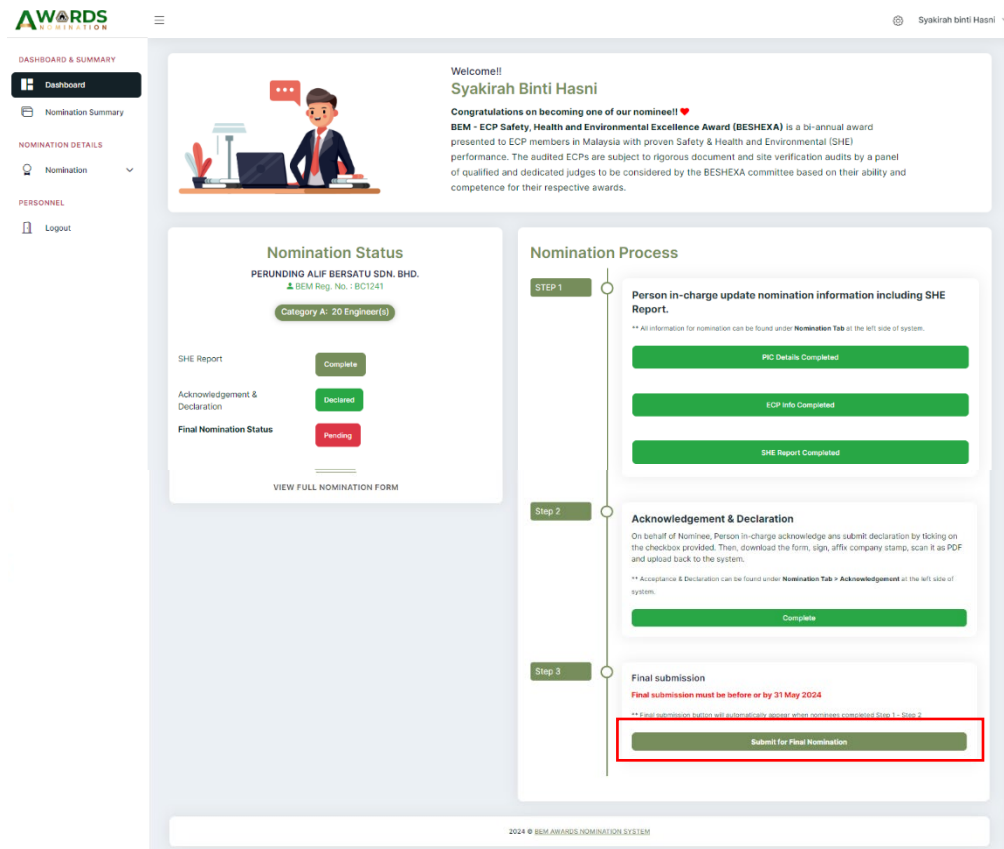 AWARDS
NOMINATION
Syakirah binti Hasni
DASHBOARD & SUMMARY
Dashboard
Nomination Summary
NOMINATION DETAILS
Nomination
PERSONNEL
Logout
Welcome!!
Syakirah Binti Hasni
Congratulations on becoming one of our nominee!! ❤
BEM - ECP Safety, Health and Environmental Excellence Award (BESHEXA) is a bi-annual award
presented to ECP members in Malaysia with proven Safety & Health and Environmental (SHE)
performance. The audited ECPs are subject to rigorous document and site verification audits by a panel
of qualified and dedicated judges to be considered by the BESHEXA committee based on their ability and
competence for their respective awards.
Nomination Status
PERUNDING ALIF BERSATU SDN. BHD.
BEM Reg. No. : BC1241
Category A: 20 Engineer(s)
SHE Report
Complete
Acknowledgement &
Declaration
Declared
Final Nomination Status
Pending
VIEW FULL NOMINATION FORM
Nomination Process
STEP 1
Person in-charge update nomination information including SHE
Report.
** All information for nomination can be found under Nomination Tab at the left side of system.
PIC Details Completed
ECP Info Completed
SHE Report Completed
Step 2
Acknowledgement & Declaration
On behalf of Nominee, Person in-charge acknowledge ans submit declaration by ticking on
the checkbox provided. Then, download the form, sign, affix company stamp, scan it as PDF
and upload back to the system.
** Acceptance & Declaration can be found under Nomination Tab > Acknowledgement at the left side of
system.
Complete
Step 3
Final submission
Final submission must be before or by 31 May 2024
** Final submission button will automatically appear when nominees completed Step 1 - Step 2
Submit for Final Nomination
2024 © BEM AWARDS NOMINATION SYSTEM